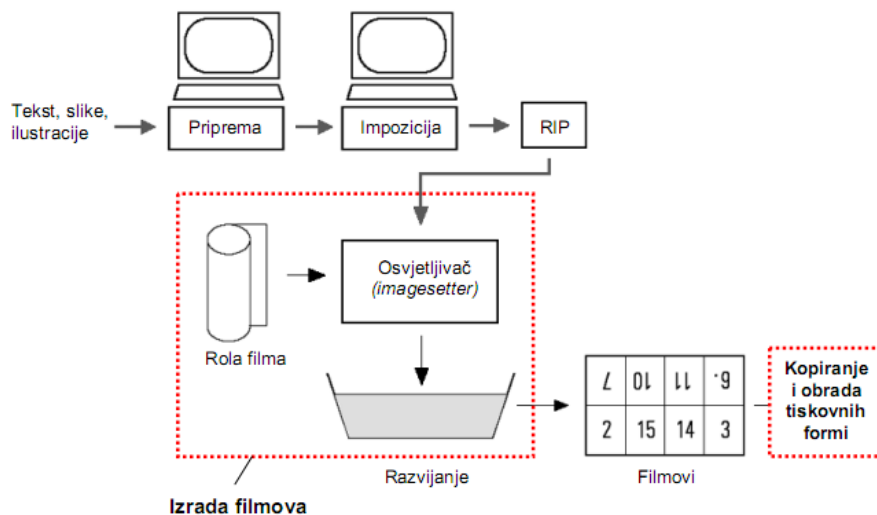 Tekst, slike,
ilustracije
Priprema
Impozicija
RIP
Osvjetljivač
(imagesetter)
Rola filma
Razvijanje
7 10 11 6.
2 15 14 3
Filmovi
Kopiranje
i obrada
tiskovnih
formi
Izrada filmova